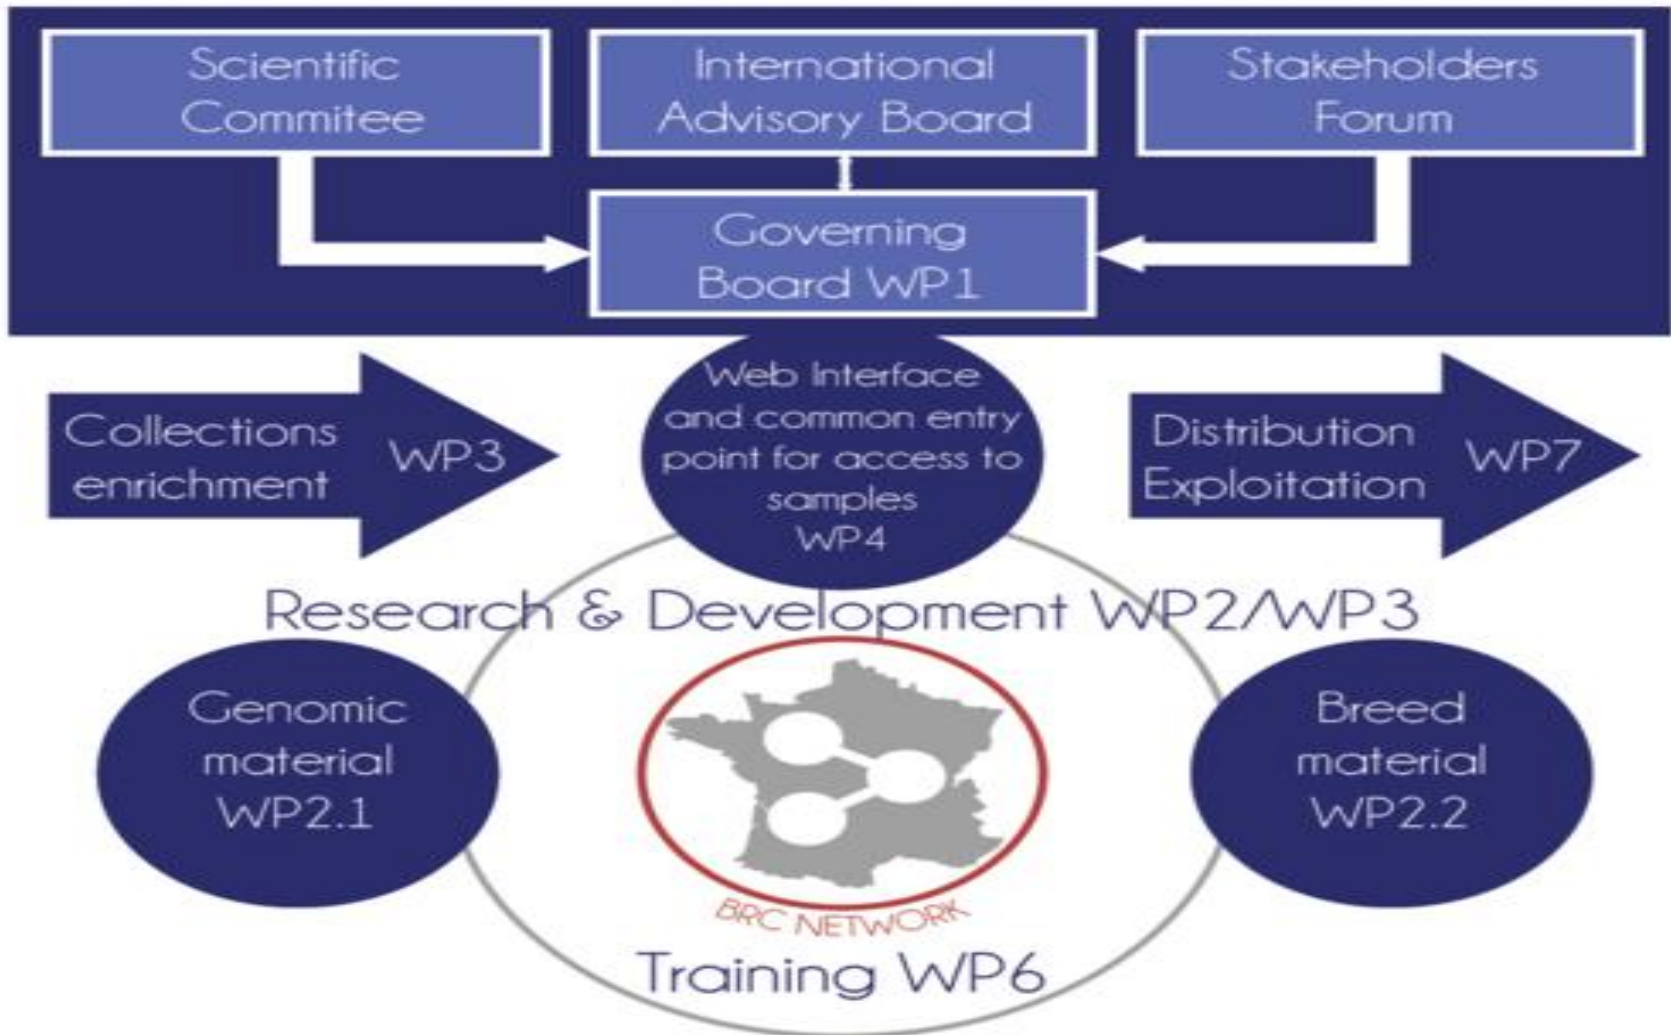 Scientific
Commitee
International
Advisory Board
Stakeholders
Forum
Governing
Board WP1
Collections
enrichment
WP3
Web Interface
and common entry
point for access to
samples
WP4
Distribution
Exploitation
WP7
Research & Development WP2/WP3
Genomic
material
WP2.1
Breed
material
WP2.2
BRC NETWORK
Training WP6